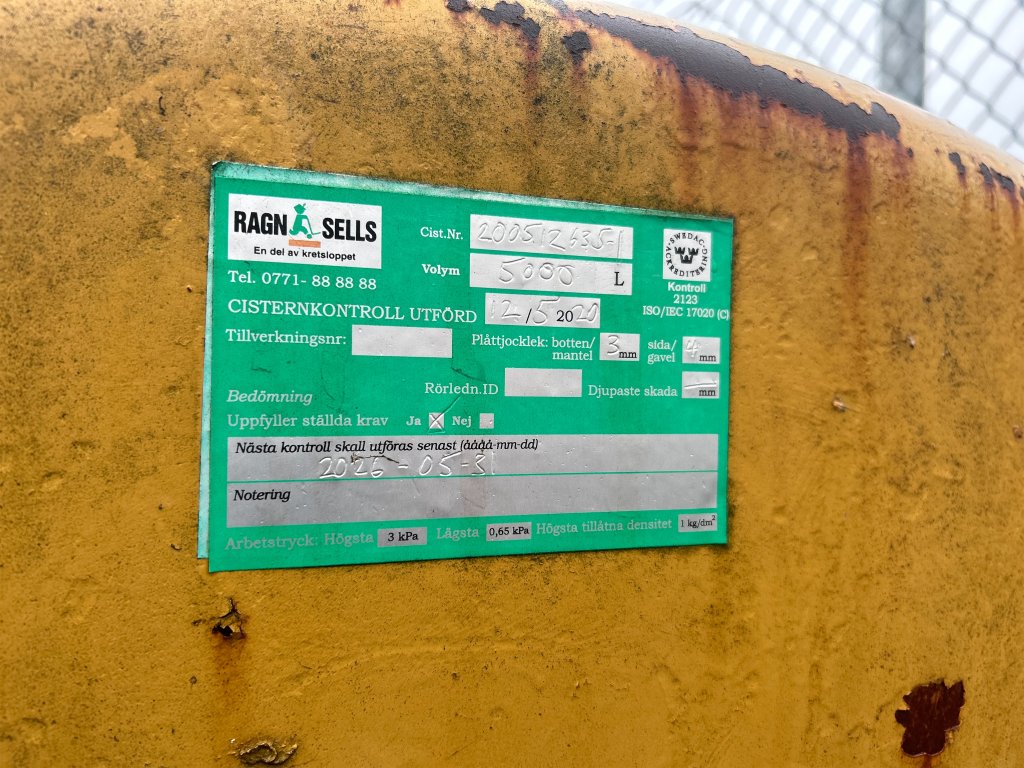 RAGN SELLS
En del av kretsloppet
Tel. 0771- 88 88 88
Cist.Nr. 200512435-1
Volym 5000 L
SWEDAC ACKREDITERING
Kontroll
2123
ISO/IEC 17020 (C)
CISTERNKONTROLL UTFÖRD 12/5 2020
Tillverkningsnr:
Plåttjocklek: botten/mantel 3 mm sida/gavel 4 mm
Rörledn.ID
Djupaste skada — mm
Bedömning
Uppfyller ställda krav Ja X Nej
Nästa kontroll skall utföras senast (åååå-mm-dd)
2026-05-31
Notering
Arbetstryck: Högsta 3 kPa Lägsta 0,65 kPa Högsta tillåtna densitet 1 kg/dm²